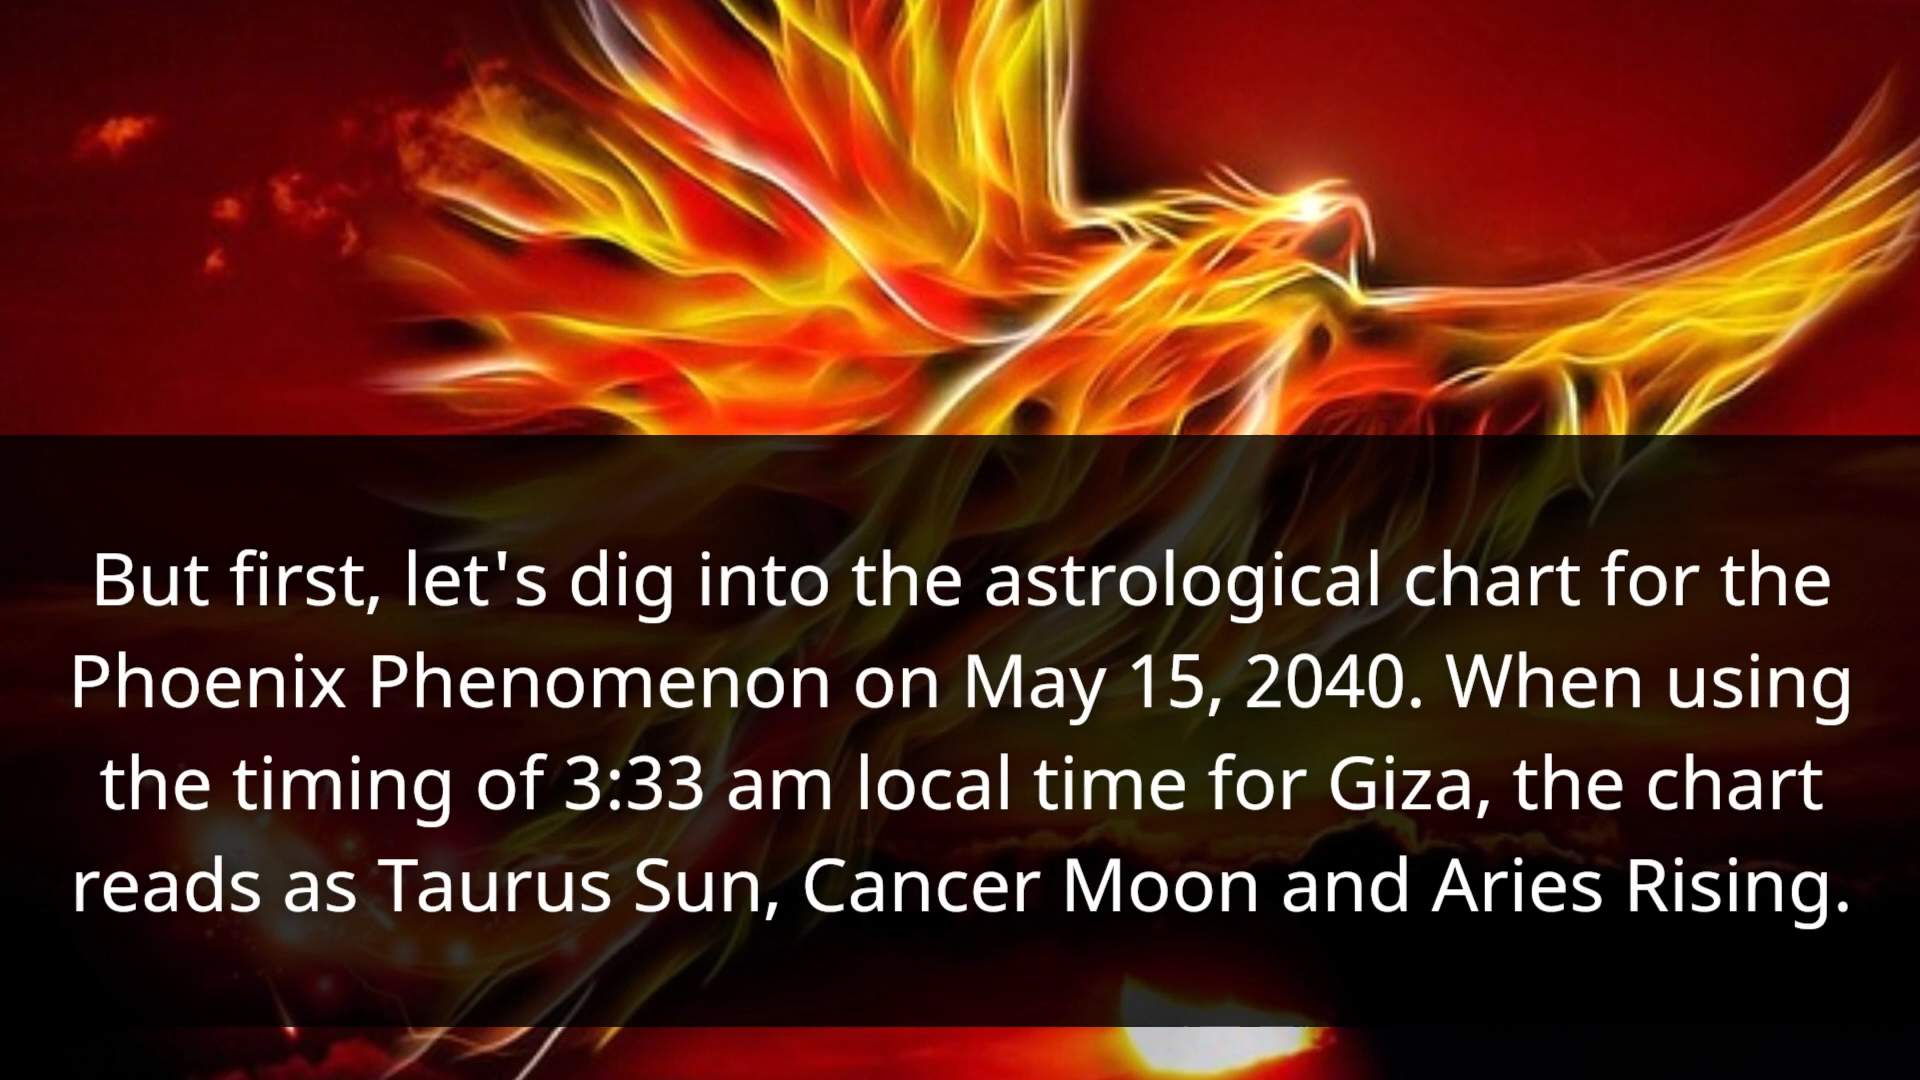 But first, let's dig into the astrological chart for the
Phoenix Phenomenon on May 15, 2040. When using
the timing of 3:33 am local time for Giza, the chart
reads as Taurus Sun, Cancer Moon and Aries Rising.